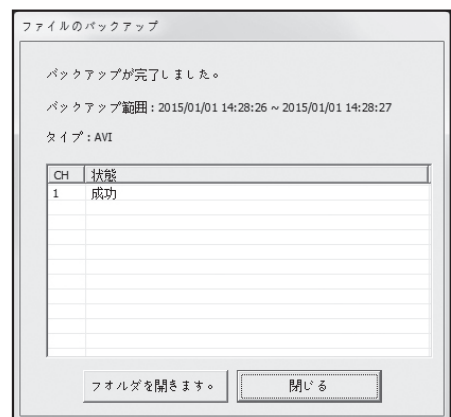 ファイルのバックアップ
バックアップが完了しました。
バックアップ範囲 : 2015/01/01 14:28:26 ~ 2015/01/01 14:28:27
タイプ : AVI
CH 状態
1 成功
フオルダを開きます。 閉じる